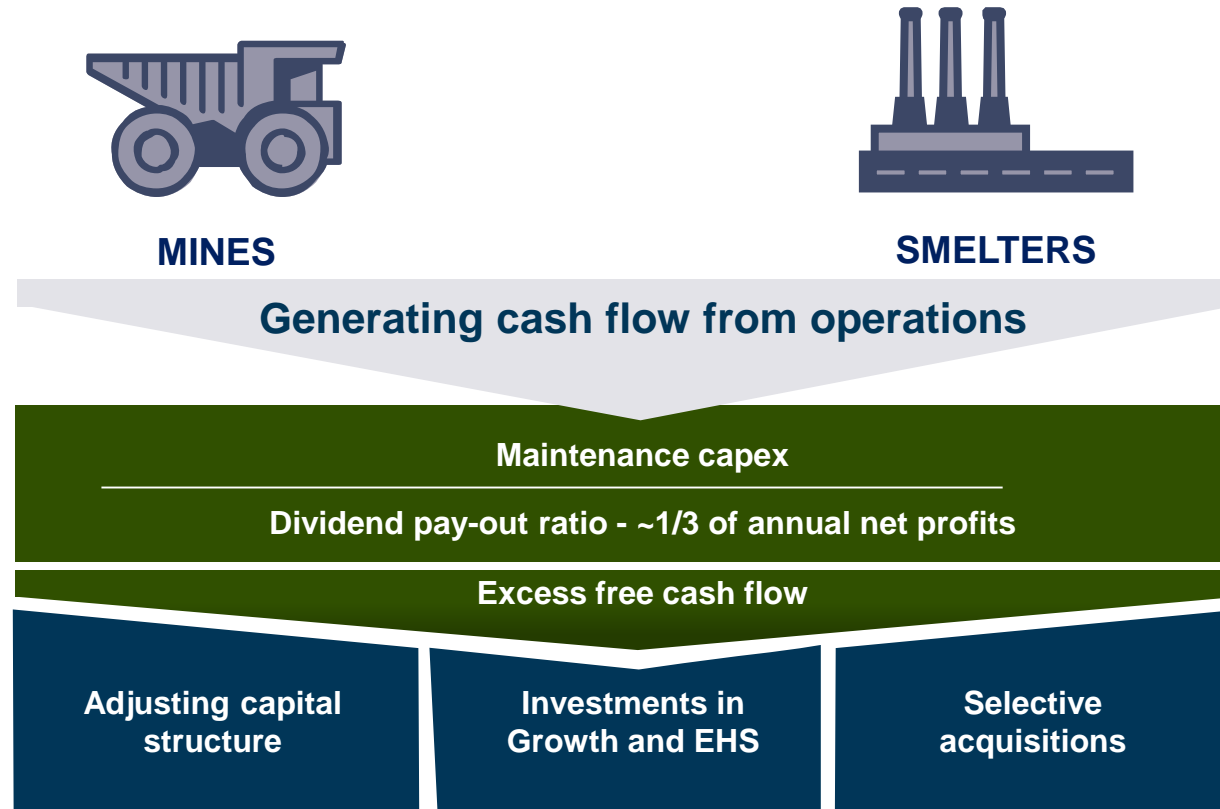 MINES
SMELTERS
Generating cash flow from operations
Maintenance capex
Dividend pay-out ratio - ~1/3 of annual net profits
Excess free cash flow
Adjusting capital
structure
Investments in
Growth and EHS
Selective
acquisitions